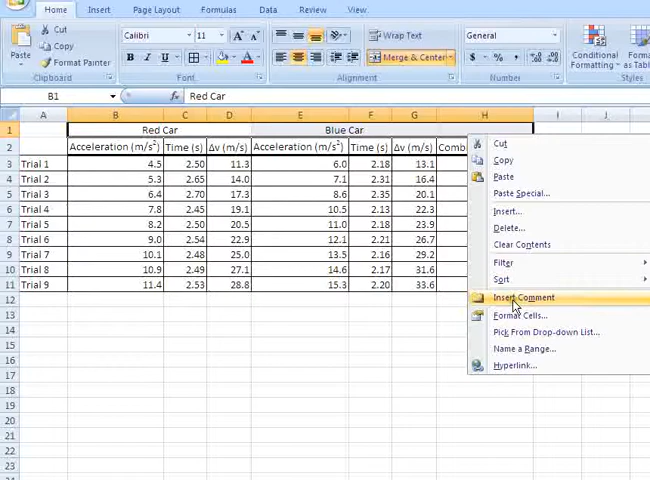 Home Insert Page Layout Formulas Data Review View
Cut
Copy
Format Painter
Paste
Clipboard
Calibri 11
B I U
Font
Wrap Text
Merge & Center
Alignment
General
$ % ,
Number
Conditional Formatting
Styles
B1 Red Car
A B C D E F G H I J
1 Red Car Blue Car
2 Acceleration (m/s²) Time (s) Δv (m/s) Acceleration (m/s²) Time (s) Δv (m/s)
3 Trial 1 4.5 2.50 11.3 6.0 2.18 13.1
4 Trial 2 5.3 2.65 14.0 7.1 2.31 16.4
5 Trial 3 6.4 2.70 17.3 8.6 2.35 20.1
6 Trial 4 7.8 2.45 19.1 10.5 2.13 22.3
7 Trial 5 8.2 2.50 20.5 11.0 2.18 23.9
8 Trial 6 9.0 2.54 22.9 12.1 2.21 26.7
9 Trial 7 10.1 2.48 25.0 13.5 2.16 29.2
10 Trial 8 10.9 2.49 27.1 14.6 2.17 31.6
11 Trial 9 11.4 2.53 28.8 15.3 2.20 33.6
12
13
14
15
16
17
18
19
20
21
22
23
Cut
Copy
Paste
Paste Special...
Insert...
Delete...
Clear Contents
Filter
Sort
Insert Comment
Format Cells...
Pick From Drop-down List...
Name a Range...
Hyperlink...